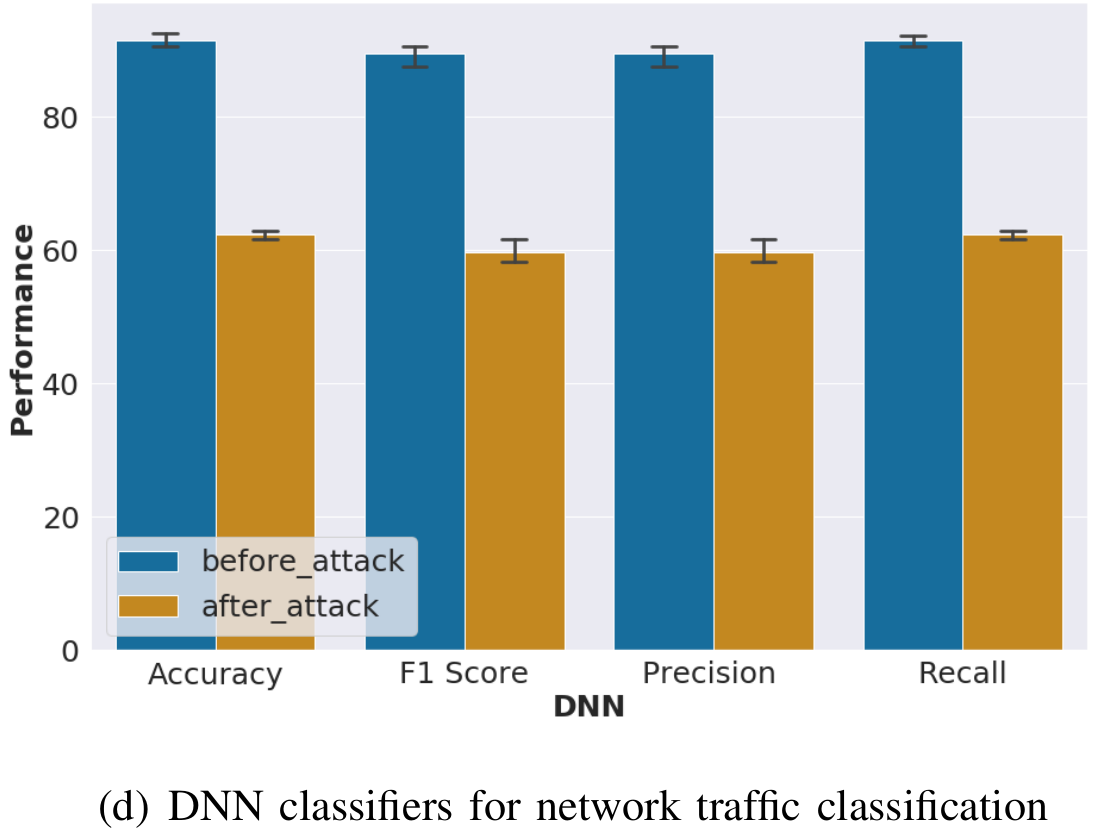 80
60
40
20
0
Performance
before_attack
after_attack
Accuracy F1 Score Precision Recall
DNN
(d) DNN classifiers for network traffic classification